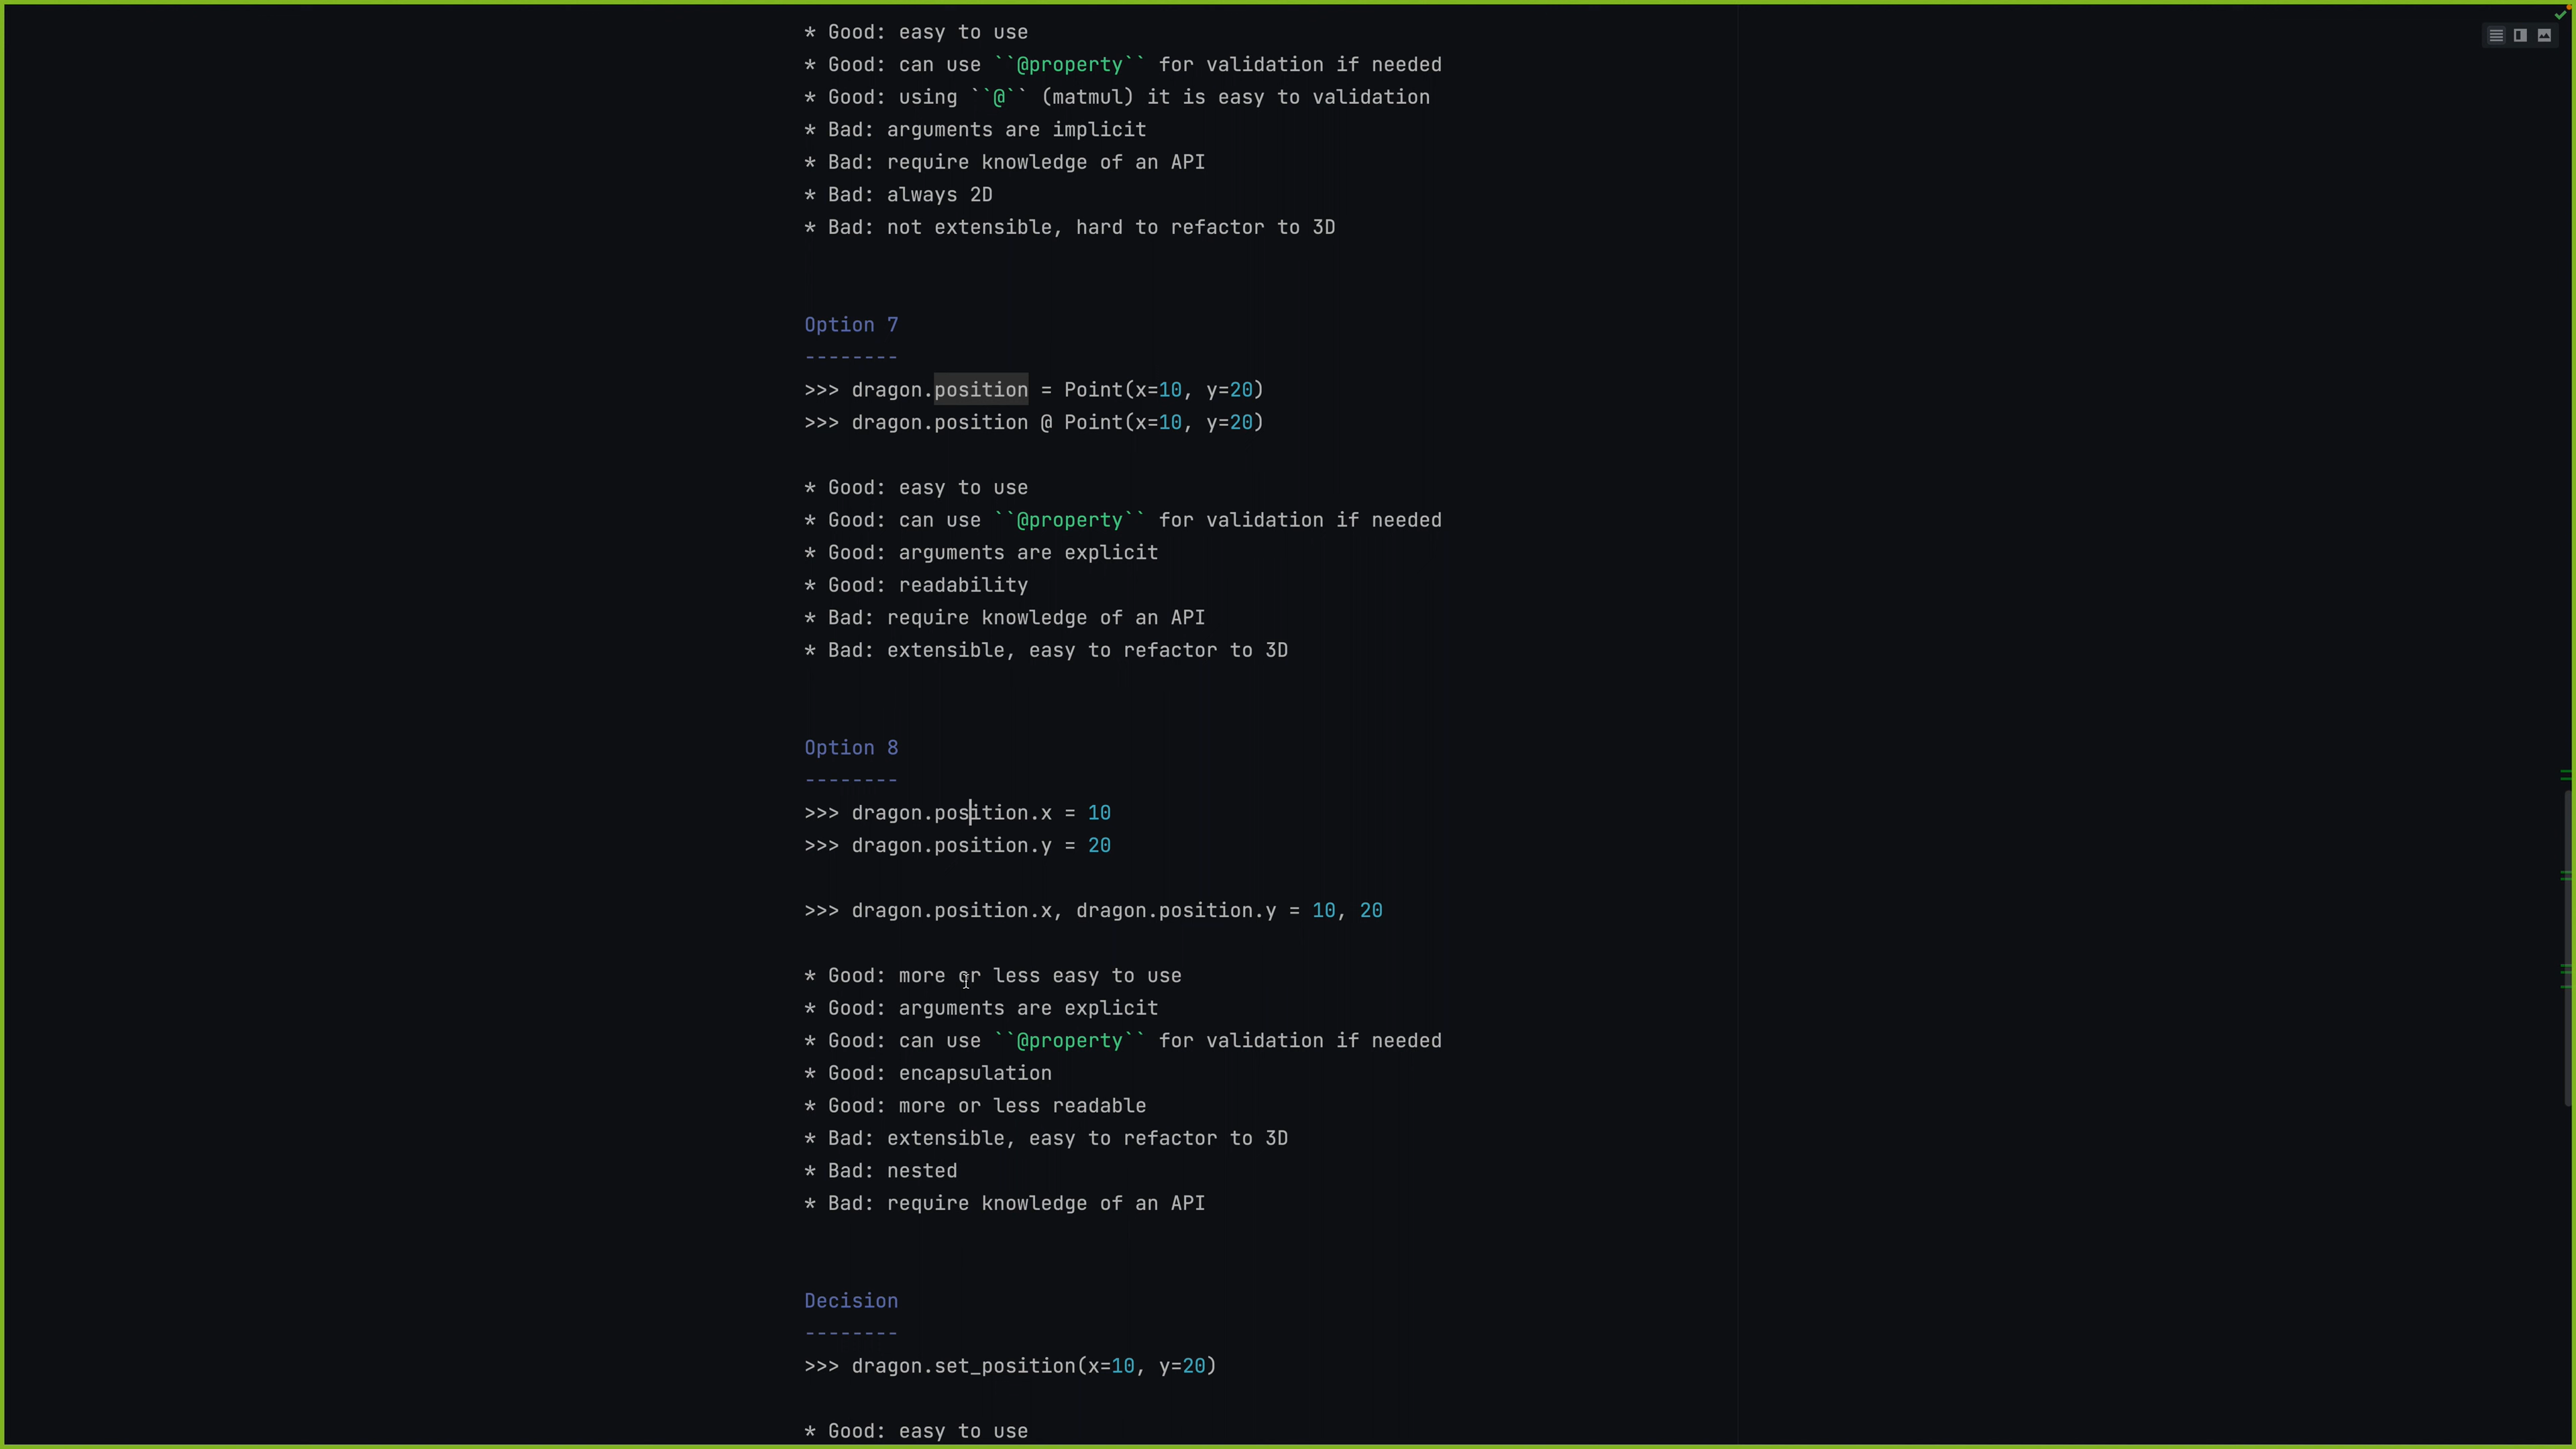 * Good: easy to use
* Good: can use ``@property`` for validation if needed
* Good: using ``@`` (matmul) it is easy to validation
* Bad: arguments are implicit
* Bad: require knowledge of an API
* Bad: always 2D
* Bad: not extensible, hard to refactor to 3D
Option 7
--------
>>> dragon.position = Point(x=10, y=20)
>>> dragon.position @ Point(x=10, y=20)
* Good: easy to use
* Good: can use ``@property`` for validation if needed
* Good: arguments are explicit
* Good: readability
* Bad: require knowledge of an API
* Bad: extensible, easy to refactor to 3D
Option 8
--------
>>> dragon.position.x = 10
>>> dragon.position.y = 20
>>> dragon.position.x, dragon.position.y = 10, 20
* Good: more or less easy to use
* Good: arguments are explicit
* Good: can use ``@property`` for validation if needed
* Good: encapsulation
* Good: more or less readable
* Bad: extensible, easy to refactor to 3D
* Bad: nested
* Bad: require knowledge of an API
Decision
--------
>>> dragon.set_position(x=10, y=20)
* Good: easy to use